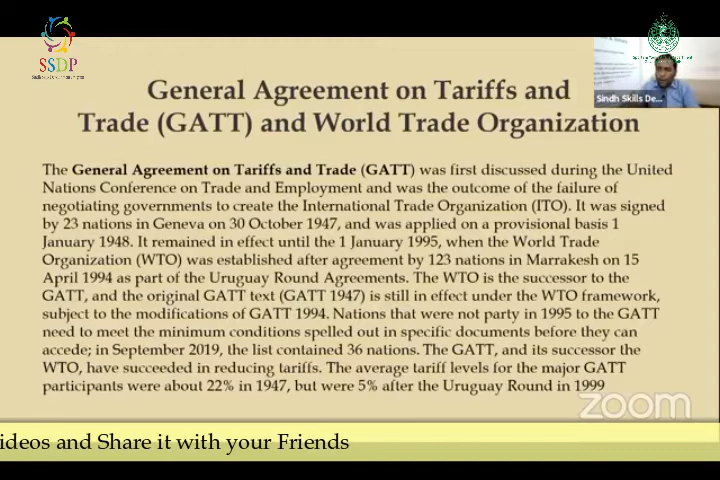 SSDP
General Agreement on Tariffs and
Trade (GATT) and World Trade Organization
Sindh Skills De...
The General Agreement on Tariffs and Trade (GATT) was first discussed during the United
Nations Conference on Trade and Employment and was the outcome of the failure of
negotiating governments to create the International Trade Organization (ITO). It was signed
by 23 nations in Geneva on 30 October 1947, and was applied on a provisional basis 1
January 1948. It remained in effect until the 1 January 1995, when the World Trade
Organization (WTO) was established after agreement by 123 nations in Marrakesh on 15
April 1994 as part of the Uruguay Round Agreements. The WTO is the successor to the
GATT, and the original GATT text (GATT 1947) is still in effect under the WTO framework,
subject to the modifications of GATT 1994. Nations that were not party in 1995 to the GATT
need to meet the minimum conditions spelled out in specific documents before they can
accede; in September 2019, the list contained 36 nations. The GATT, and its successor the
WTO, have succeeded in reducing tariffs. The average tariff levels for the major GATT
participants were about 22% in 1947, but were 5% after the Uruguay Round in 1999
zoom
ideos and Share it with your Friends